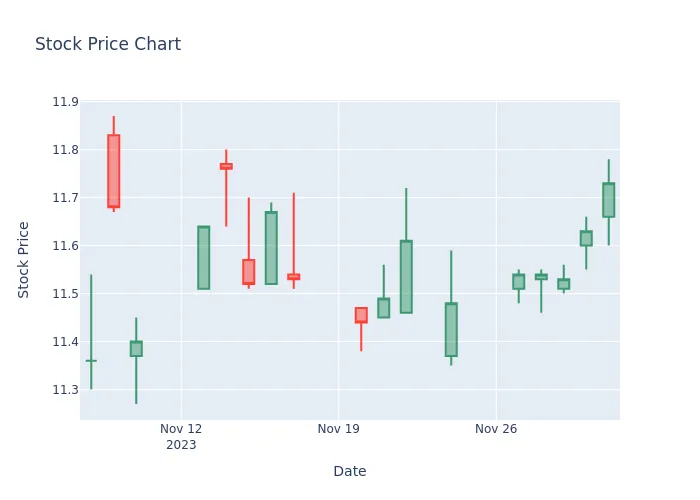 Stock Price Chart
Stock Price
11.9
11.8
11.7
11.6
11.5
11.4
11.3
Nov 12
2023
Nov 19
Nov 26
Date